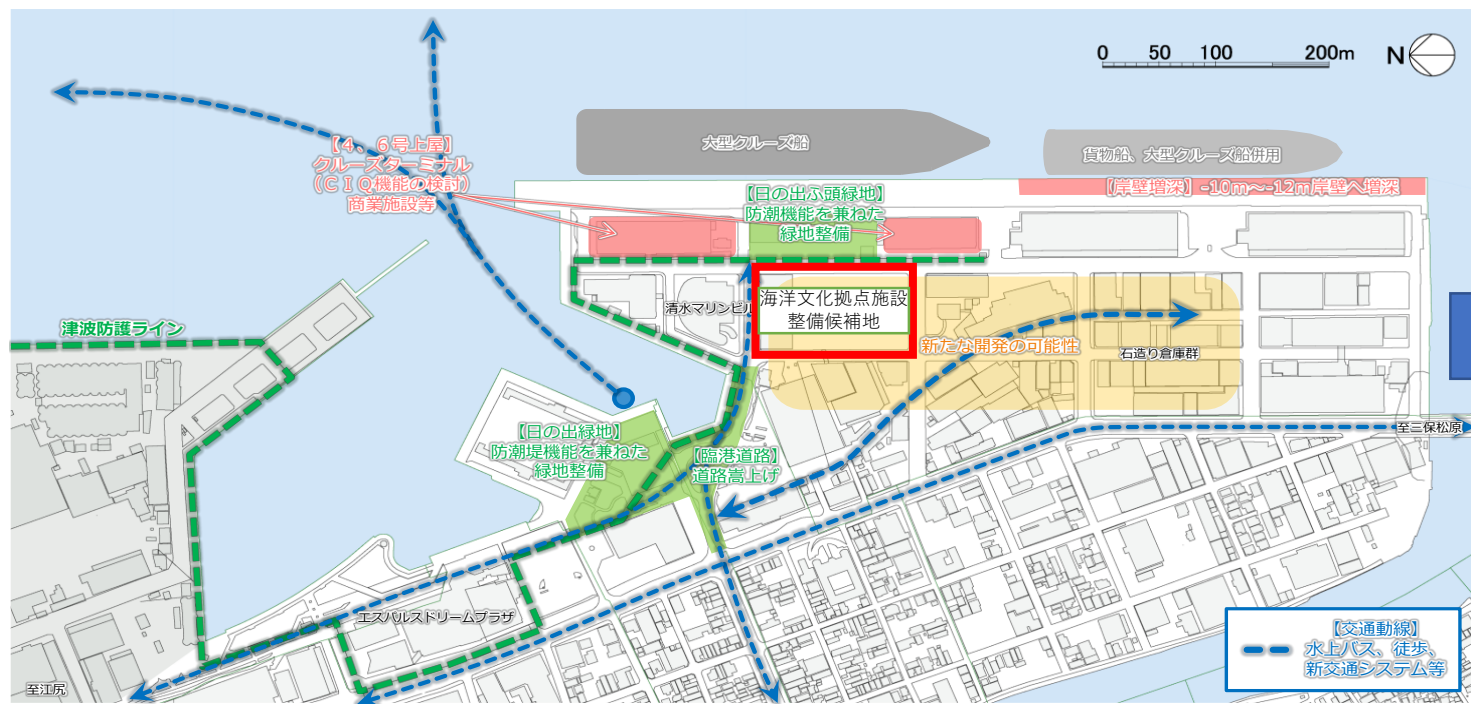 0 50 100 200m
N
大型クルーズ船
貨物船、大型クルーズ船併用
【岸壁増深】-10m～-12m岸壁へ増深
【４、６号上屋】
クルーズターミナル
（ＣＩＱ機能の検討）
商業施設等
【日の出ふ頭緑地】
防潮機能を兼ねた
緑地整備
清水マリンビル
海洋文化拠点施設
整備候補地
津波防護ライン
新たな開発の可能性
石造り倉庫群
【日の出緑地】
防潮堤機能を兼ねた
緑地整備
【臨港道路】
道路嵩上げ
至三保松原
エスパルスドリームプラザ
至江尻
【交通動線】
水上バス、徒歩、
新交通システム等